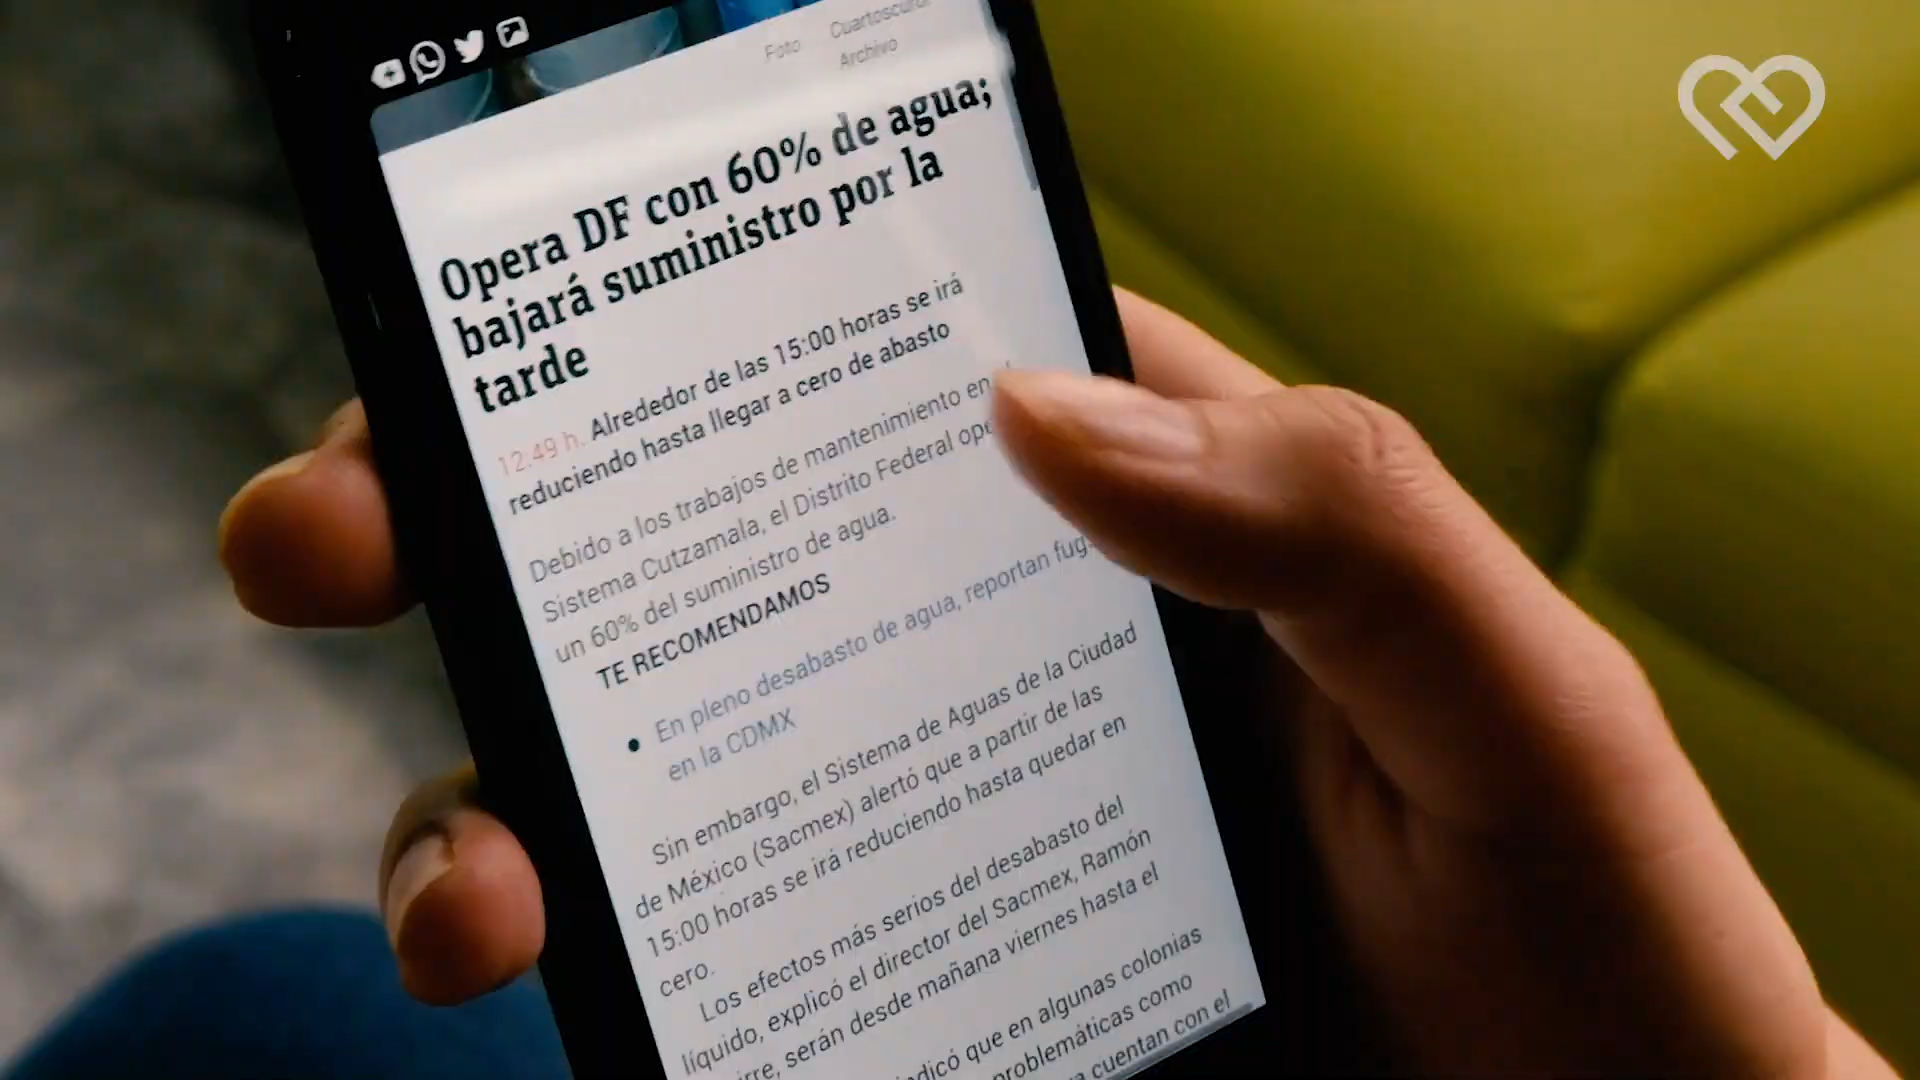 Foto Cuartoscuro/
Archivo
Opera DF con 60% de agua;
bajará suministro por la
tarde
12:49 h. Alrededor de las 15:00 horas se irá
reduciendo hasta llegar a cero de abasto
Debido a los trabajos de mantenimiento en
Sistema Cutzamala, el Distrito Federal
un 60% del suministro de agua.
TE RECOMENDAMOS
En pleno desabasto de agua, reportan
en la CDMX
Sin embargo, el Sistema de Aguas de la Ciudad
de México (Sacmex) alertó que a partir de las
15:00 horas se irá reduciendo hasta quedar en
cero.
Los efectos más serios del desabasto del
líquido, explicó el director del Sacmex, Ramón
serán desde mañana viernes hasta el
que en algunas colonias
problemáticas como
cuentan con el